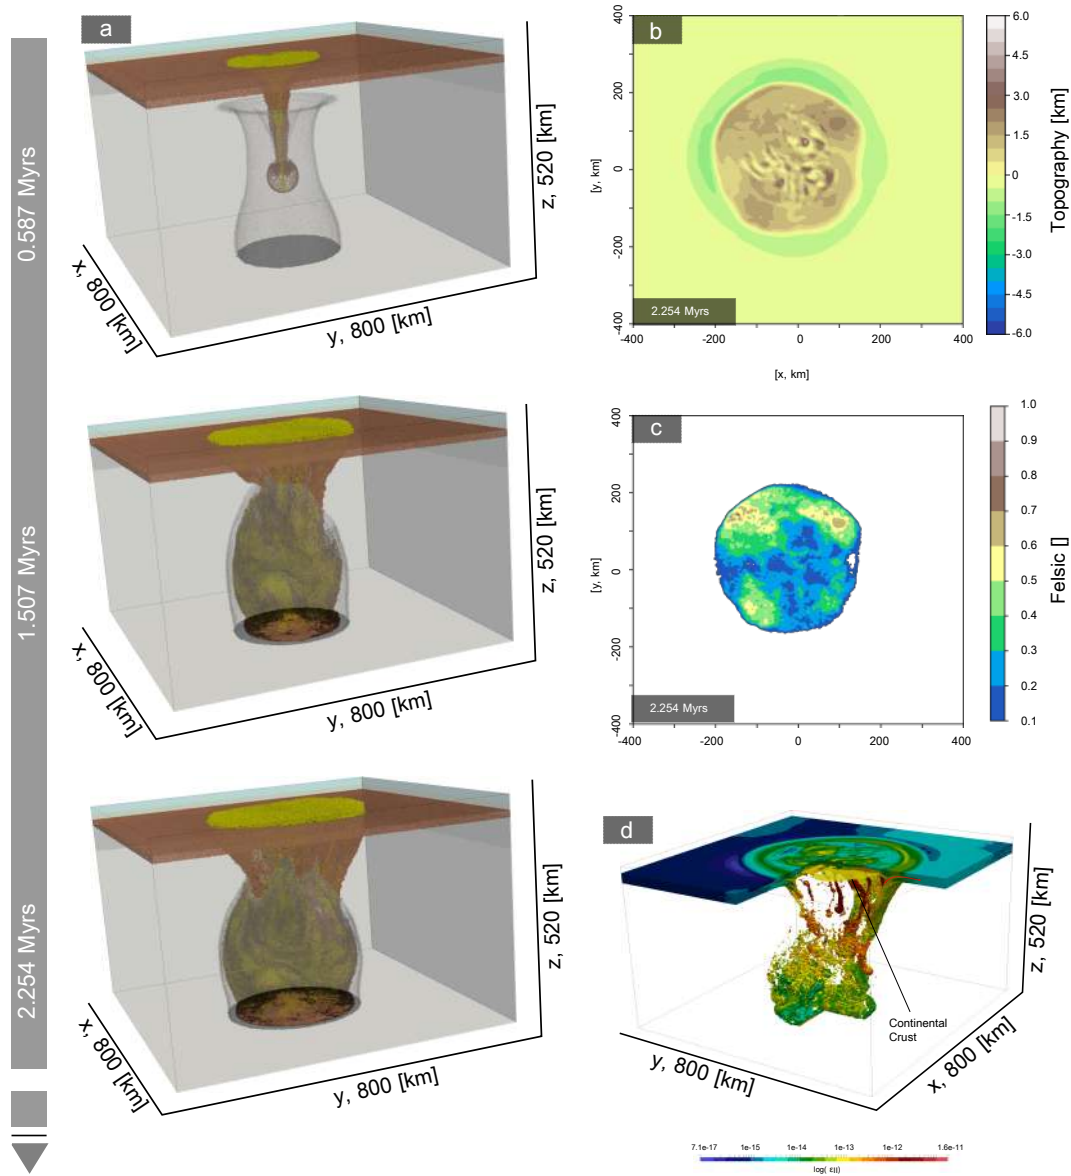 a
0.587 Myrs
z, 520 [km]
x, 800 [km]
y, 800 [km]
1.507 Myrs
z, 520 [km]
x, 800 [km]
y, 800 [km]
2.254 Myrs
z, 520 [km]
x, 800 [km]
y, 800 [km]
b
400
200
0
-200
-400
[y, km]
2.254 Myrs
-400
-200
0
200
400
[x, km]
6.0
4.5
3.0
1.5
0
-1.5
-3.0
-4.5
-6.0
Topography [km]
c
400
200
0
-200
-400
[y, km]
2.254 Myrs
-400
-200
0
200
400
1.0
0.9
0.8
0.7
0.6
0.5
0.4
0.3
0.2
0.1
Felsic []
d
z, 520 [km]
Continental
Crust
y, 800 [km]
x, 800 [km]
7.1e-17 1e-15 1e-14 1e-13 1e-12 1.6e-11